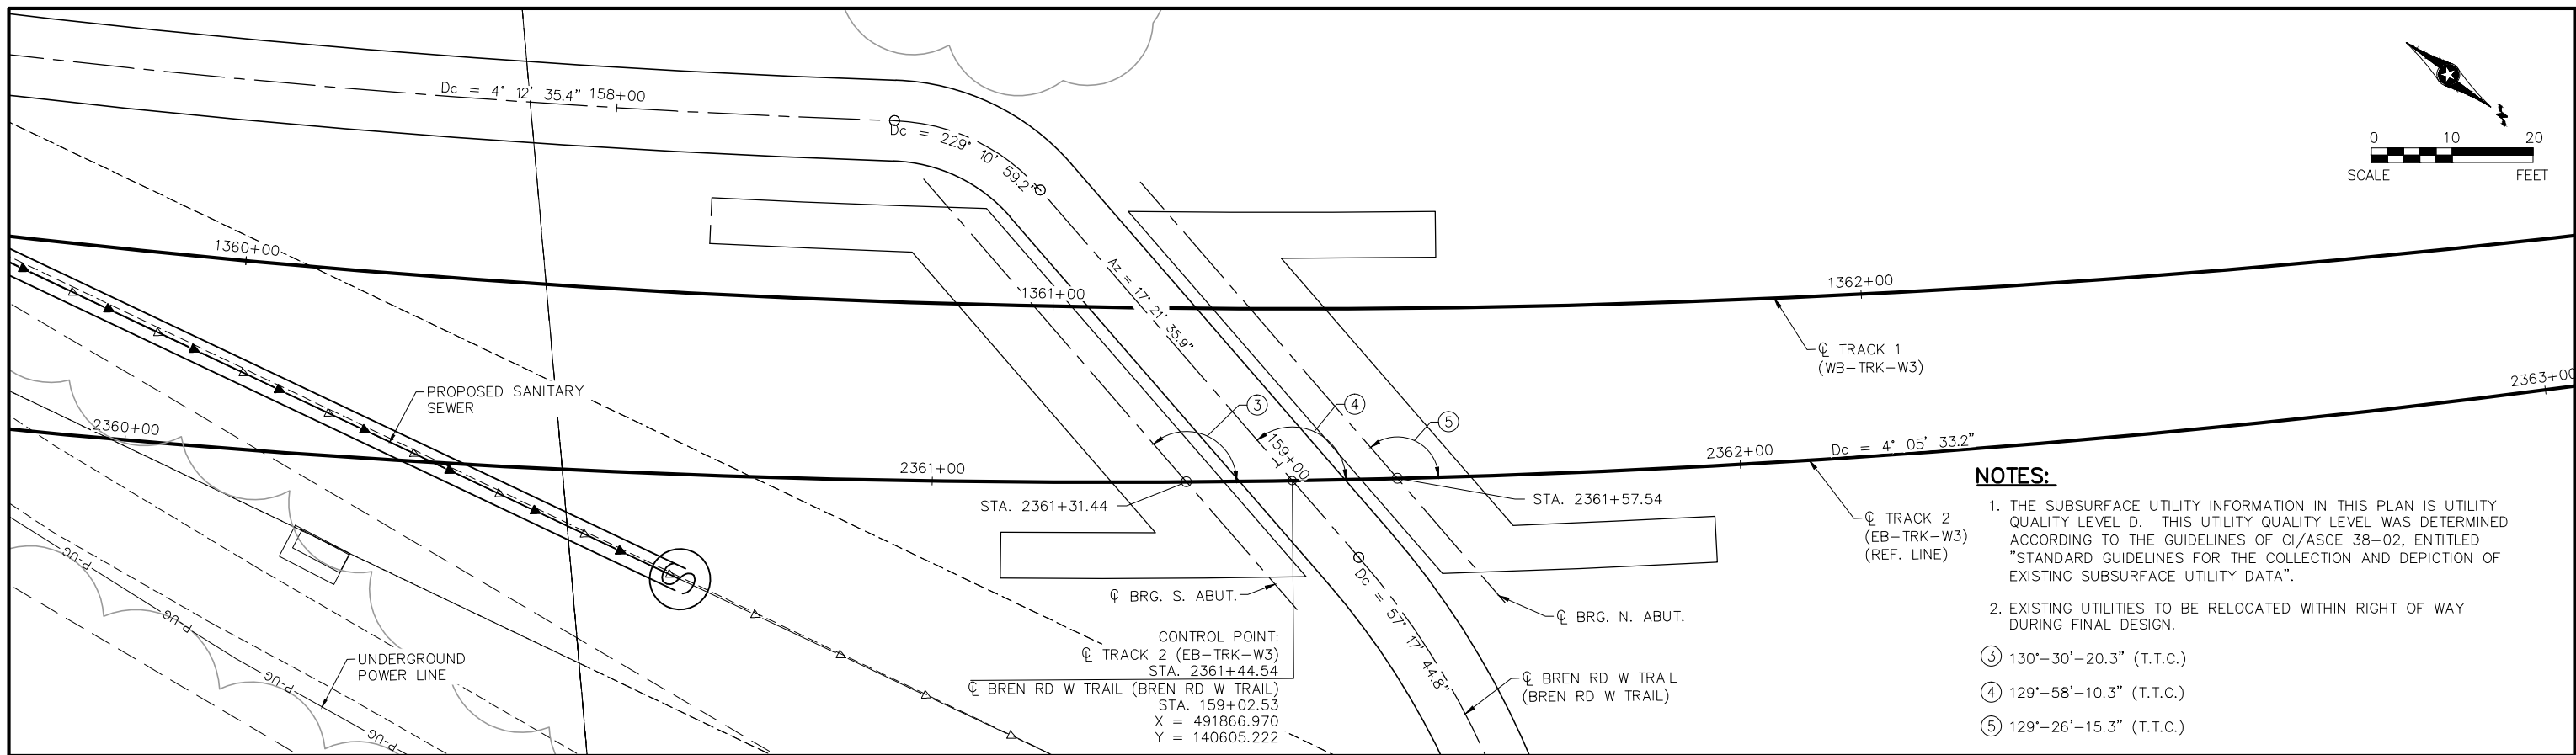 Dc = 4° 12' 35.4" 158+00
Dc = 229° 10' 59.2"
0 10 20
SCALE FEET
1360+00
1361+00
1362+00
Az = 17° 21' 35.9"
℄ TRACK 1
(WB-TRK-W3)
PROPOSED SANITARY
SEWER
2360+00
2361+00
2362+00
2363+00
Dc = 4° 05' 33.2"
3
4
5
159+00
STA. 2361+31.44
STA. 2361+57.54
℄ TRACK 2
(EB-TRK-W3)
(REF. LINE)
S
P-UG
P-UG
P-UG
P-UG
UNDERGROUND
POWER LINE
℄ BRG. S. ABUT.
℄ BRG. N. ABUT.
CONTROL POINT:
℄ TRACK 2 (EB-TRK-W3)
STA. 2361+44.54
℄ BREN RD W TRAIL (BREN RD W TRAIL)
STA. 159+02.53
X = 491866.970
Y = 140605.222
Dc = 57° 17' 44.8"
℄ BREN RD W TRAIL
(BREN RD W TRAIL)
NOTES:
1. THE SUBSURFACE UTILITY INFORMATION IN THIS PLAN IS UTILITY
QUALITY LEVEL D. THIS UTILITY QUALITY LEVEL WAS DETERMINED
ACCORDING TO THE GUIDELINES OF CI/ASCE 38-02, ENTITLED
"STANDARD GUIDELINES FOR THE COLLECTION AND DEPICTION OF
EXISTING SUBSURFACE UTILITY DATA".
2. EXISTING UTILITIES TO BE RELOCATED WITHIN RIGHT OF WAY
DURING FINAL DESIGN.
3 130°-30'-20.3" (T.T.C.)
4 129°-58'-10.3" (T.T.C.)
5 129°-26'-15.3" (T.T.C.)